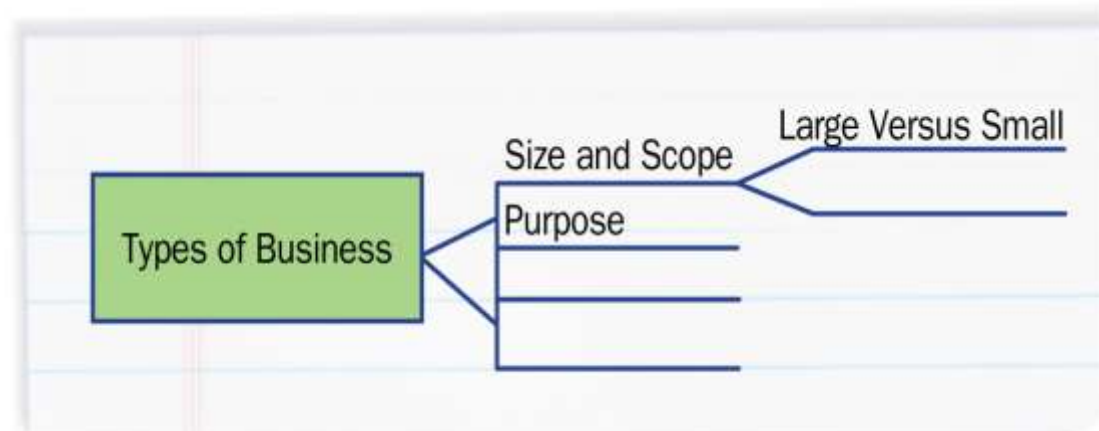 Types of Business
Size and Scope
Large Versus Small
Purpose